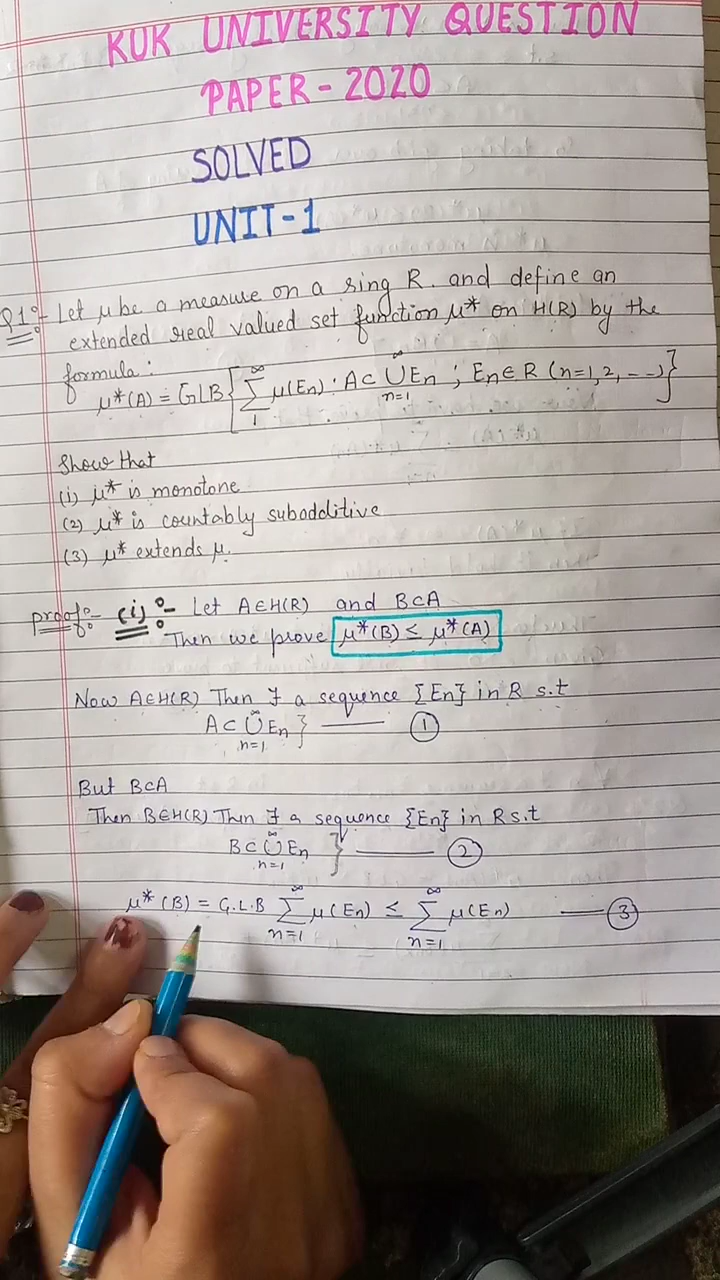 KUK UNIVERSITY QUESTION
PAPER - 2020
SOLVED
UNIT-1
Q1:- Let μ be a measure on a ring R. and define an
extended real valued set function μ* on H(R) by the
formula:
μ*(A) = GLB { ∞ Σ 1 μ(En) : A⊂ ∞ ∪ n=1 En ; En∈R (n=1,2,--) }
Show that
(i) μ* is monotone
(2) μ* is countably subadditive
(3) μ* extends μ.
proof:- (i):- Let A∈H(R) and B⊂A
Then we prove μ*(B) ≤ μ*(A)
Now A∈H(R) Then ∃ a sequence {En} in R s.t
A⊂ ∞ ∪ n=1 En } —— ①
But B⊂A
Then B∈H(R) Then ∃ a sequence {En} in R s.t
B⊂ ∞ ∪ n=1 En } —— ②
μ*(B) = G.L.B ∞ Σ n=1 μ(En) ≤ ∞ Σ n=1 μ(En) —— ③